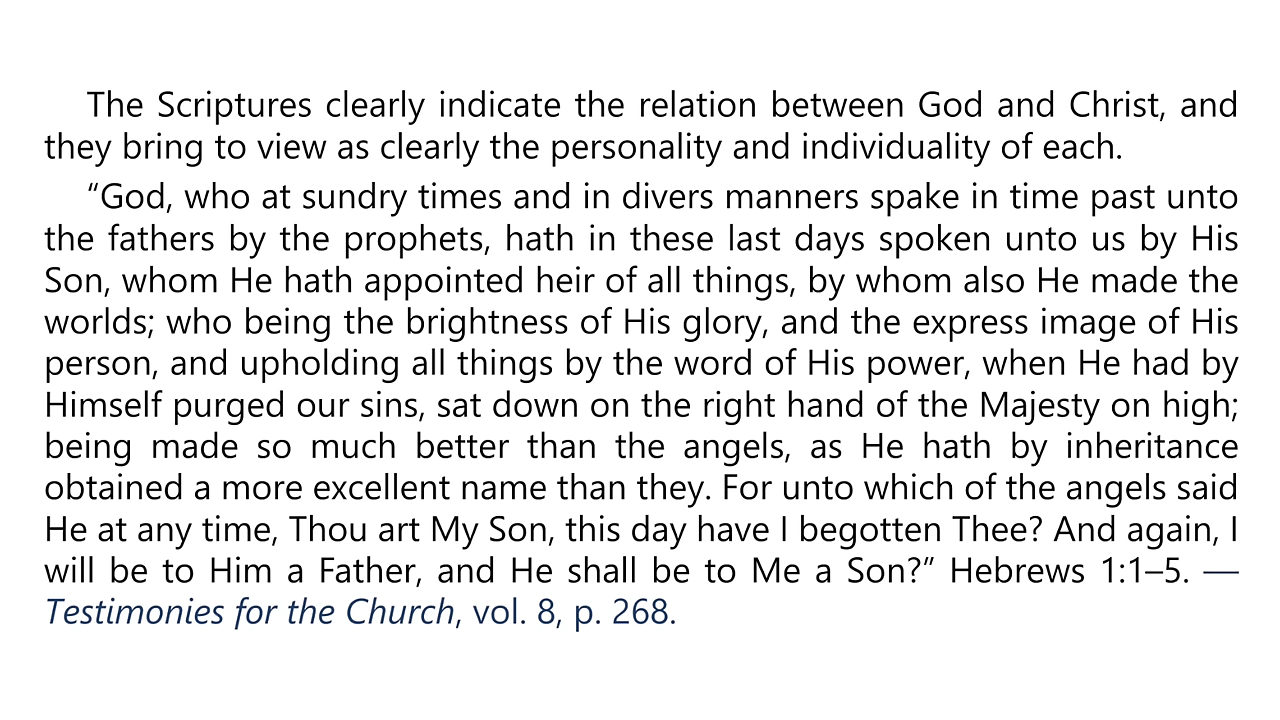 The Scriptures clearly indicate the relation between God and Christ, and
they bring to view as clearly the personality and individuality of each.
“God, who at sundry times and in divers manners spake in time past unto
the fathers by the prophets, hath in these last days spoken unto us by His
Son, whom He hath appointed heir of all things, by whom also He made the
worlds; who being the brightness of His glory, and the express image of His
person, and upholding all things by the word of His power, when He had by
Himself purged our sins, sat down on the right hand of the Majesty on high;
being made so much better than the angels, as He hath by inheritance
obtained a more excellent name than they. For unto which of the angels said
He at any time, Thou art My Son, this day have I begotten Thee? And again, I
will be to Him a Father, and He shall be to Me a Son?” Hebrews 1:1–5. —
Testimonies for the Church, vol. 8, p. 268.